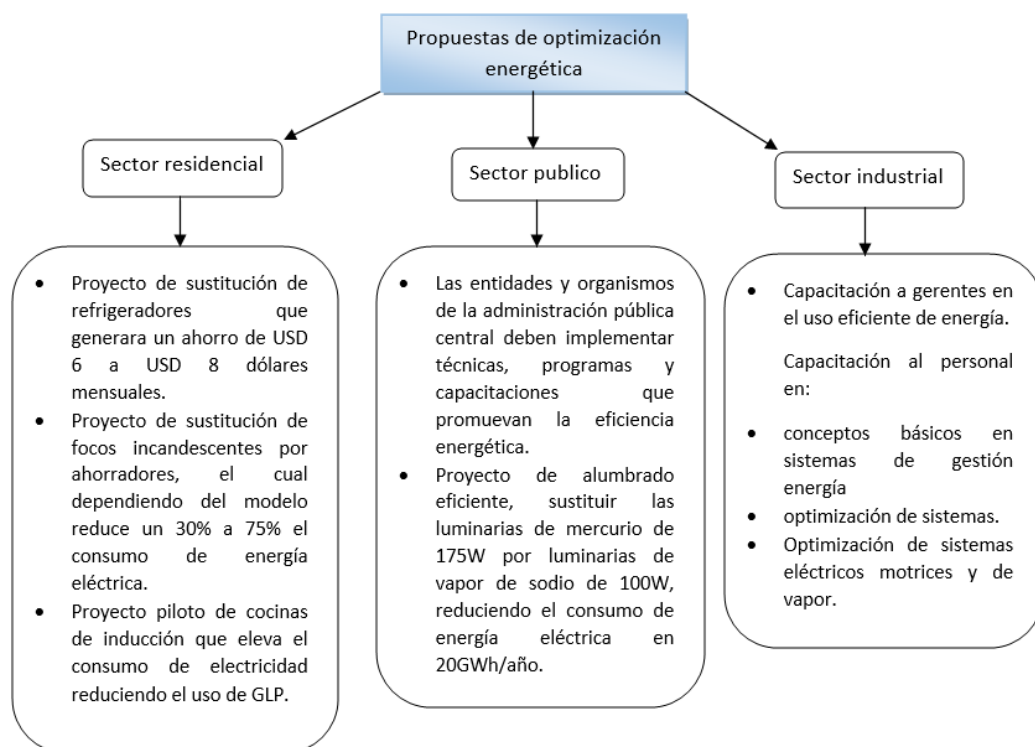 Propuestas de optimización
energética
Sector residencial
Sector publico
Sector industrial
• Proyecto de sustitución de
refrigeradores que
generara un ahorro de USD
6 a USD 8 dólares
mensuales.
• Proyecto de sustitución de
focos incandescentes por
ahorradores, el cual
dependiendo del modelo
reduce un 30% a 75% el
consumo de energía
eléctrica.
• Proyecto piloto de cocinas
de inducción que eleva el
consumo de electricidad
reduciendo el uso de GLP.
• Las entidades y organismos
de la administración pública
central deben implementar
técnicas, programas y
capacitaciones que
promuevan la eficiencia
energética.
• Proyecto de alumbrado
eficiente, sustituir las
luminarias de mercurio de
175W por luminarias de
vapor de sodio de 100W,
reduciendo el consumo de
energía eléctrica en
20GWh/año.
• Capacitación a gerentes en
el uso eficiente de energía.
Capacitación al personal
en:
• conceptos básicos en
sistemas de gestión
energía
• optimización de sistemas.
• Optimización de sistemas
eléctricos motrices y de
vapor.